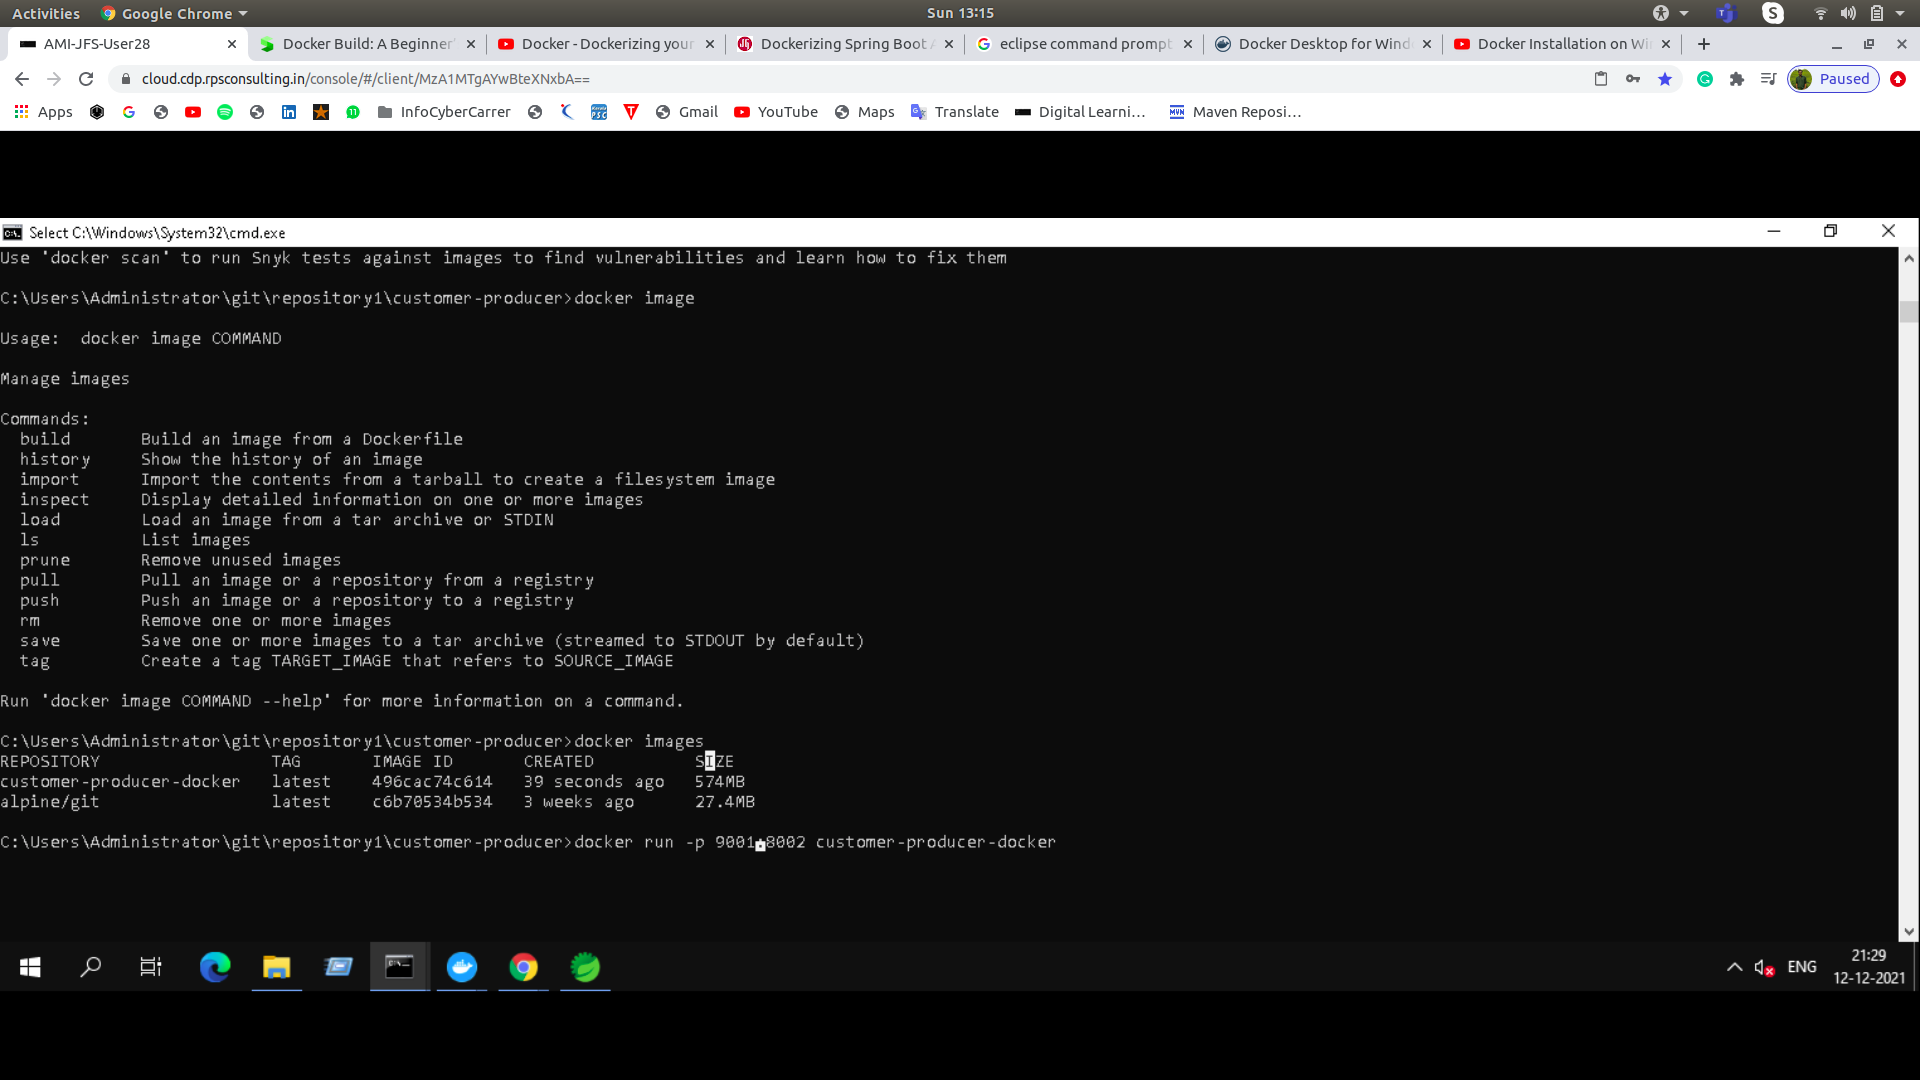 Activities Google Chrome Sun 13:15
AMI-JFS-User28 Docker Build: A Beginner' Docker - Dockerizing your Dockerizing Spring Boot A eclipse command prompt Docker Desktop for Wind Docker Installation on Wi
cloud.cdp.rpsconsulting.in/console/#/client/MzA1MTgAYwBteXNxbA== Paused
Apps InfoCyberCarrer Gmail YouTube Maps Translate Digital Learni… Maven Reposi…
Select C:\Windows\System32\cmd.exe
Use 'docker scan' to run Snyk tests against images to find vulnerabilities and learn how to fix them
C:\Users\Administrator\git\repository1\customer-producer>docker image
Usage:  docker image COMMAND
Manage images
Commands:
build Build an image from a Dockerfile
history Show the history of an image
import Import the contents from a tarball to create a filesystem image
inspect Display detailed information on one or more images
load Load an image from a tar archive or STDIN
ls List images
prune Remove unused images
pull Pull an image or a repository from a registry
push Push an image or a repository to a registry
rm Remove one or more images
save Save one or more images to a tar archive (streamed to STDOUT by default)
tag Create a tag TARGET_IMAGE that refers to SOURCE_IMAGE
Run 'docker image COMMAND --help' for more information on a command.
C:\Users\Administrator\git\repository1\customer-producer>docker images
REPOSITORY TAG IMAGE ID CREATED SIZE
customer-producer-docker latest 496cac74c614 39 seconds ago 574MB
alpine/git latest c6b70534b534 3 weeks ago 27.4MB
C:\Users\Administrator\git\repository1\customer-producer>docker run -p 9001:8002 customer-producer-docker
ENG 21:29
12-12-2021